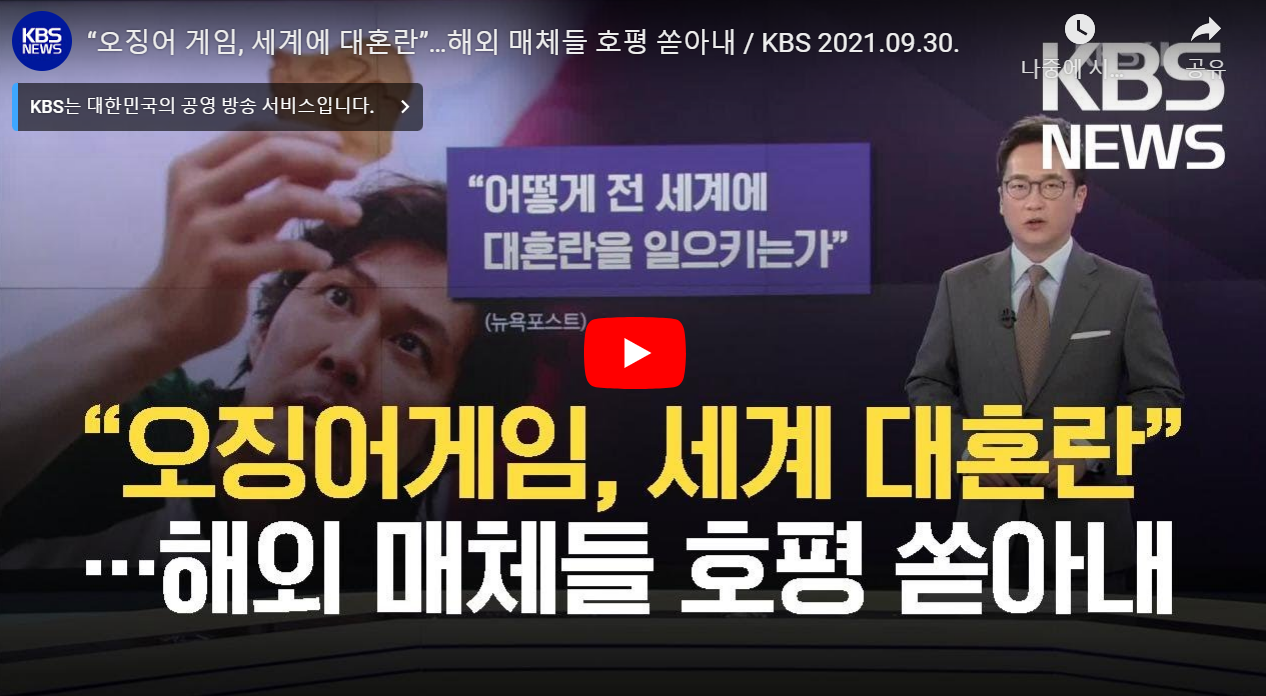 KBS
NEWS
“오징어 게임, 세계에 대혼란”...해외 매체들 호평 쏟아내 / KBS 2021.09.30.
나중에 시...
공유
KBS는 대한민국의 공영 방송 서비스입니다.
KBS
NEWS
“어떻게 전 세계에
대혼란을 일으키는가”
(뉴욕포스트)
“오징어게임, 세계 대혼란”
…해외 매체들 호평 쏟아내